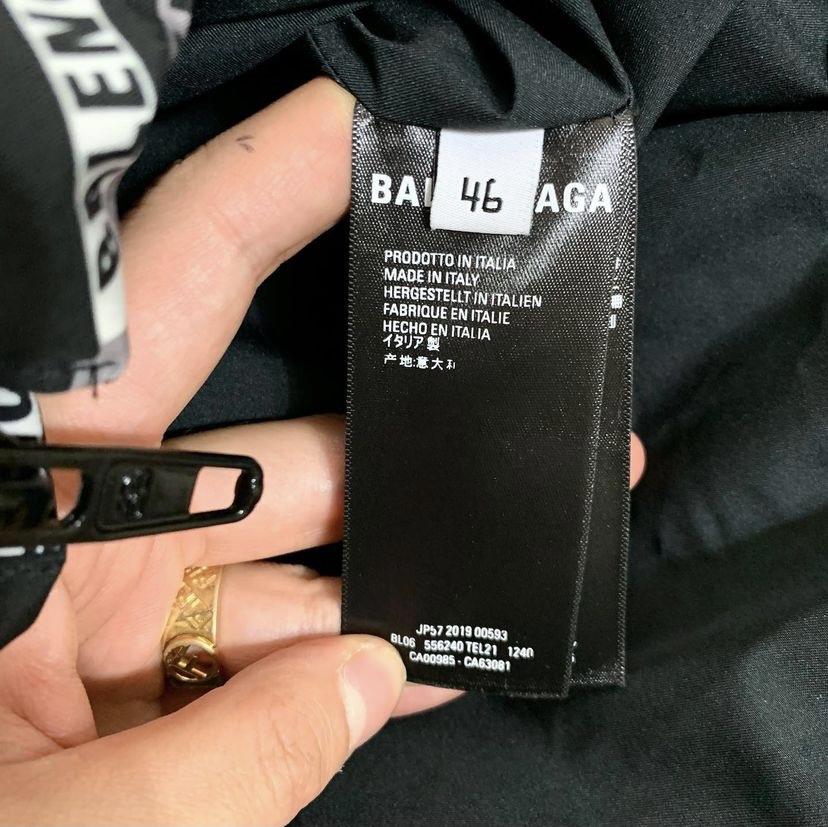 BALENC
BAL
46
AGA
PRODOTTO IN ITALIA
MADE IN ITALY
HERGESTELLT IN ITALIEN
FABRIQUE EN ITALIE
HECHO EN ITALIA
イタリア製
产地:意大利
JP57 2019 00593
BL06 556240 TEL21 1240
CA00985 - CA63081